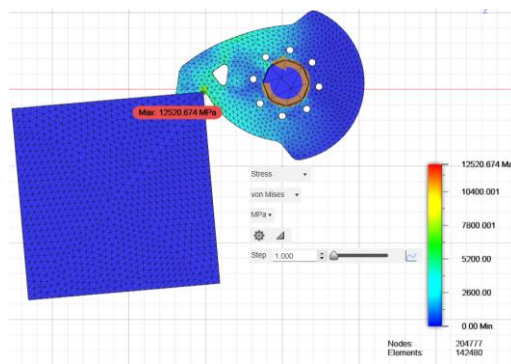 Z
Max: 12520.674 MPa
Stress
von Mises
MPa
Step 1.000
12520.674 Ma
10400.001
7800.001
5200.00
2600.00
0.00 Min.
Nodes: 204777
Elements: 142480